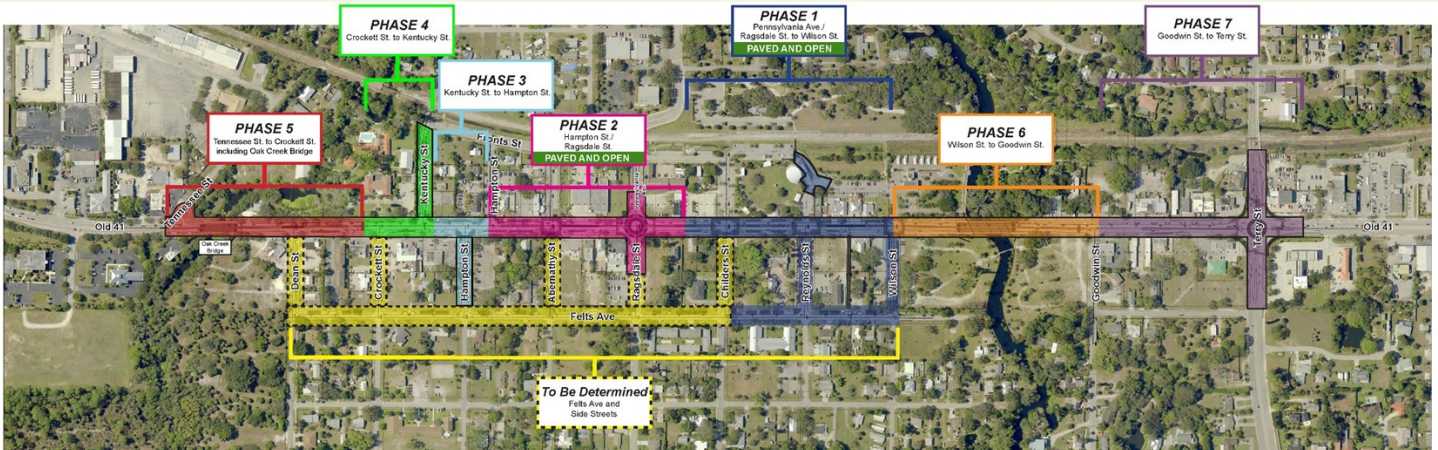 PHASE 4
Crockett St. to Kentucky St.
PHASE 1
Pennsylvania Ave./
Ragsdale St. to Wilson St.
PAVED AND OPEN
PHASE 7
Goodwin St. to Terry St.
PHASE 3
Kentucky St. to Hampton St.
PHASE 5
Tennessee St. to Crockett St.
including Oak Creek Bridge
PHASE 2
Hampton St./
Ragsdale St.
PAVED AND OPEN
PHASE 6
Wilson St. to Goodwin St.
Fronts St
Tennessee St
Kentucky St
Hampton St
Old 41
Terry St
Old 41
Oak Creek
Bridge
Dean St
Crockett St
Hampton St
Abernathy St
Ragsdale St
Childers St
Reynolds St
Wilson St
Goodwin St
Felts Ave
To Be Determined
Felts Ave and
Side Streets